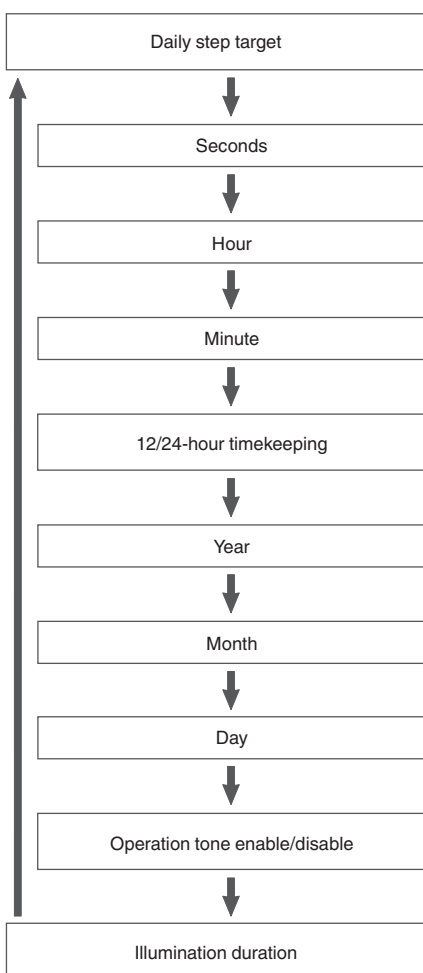 Daily step target
Seconds
Hour
Minute
12/24-hour timekeeping
Year
Month
Day
Operation tone enable/disable
Illumination duration